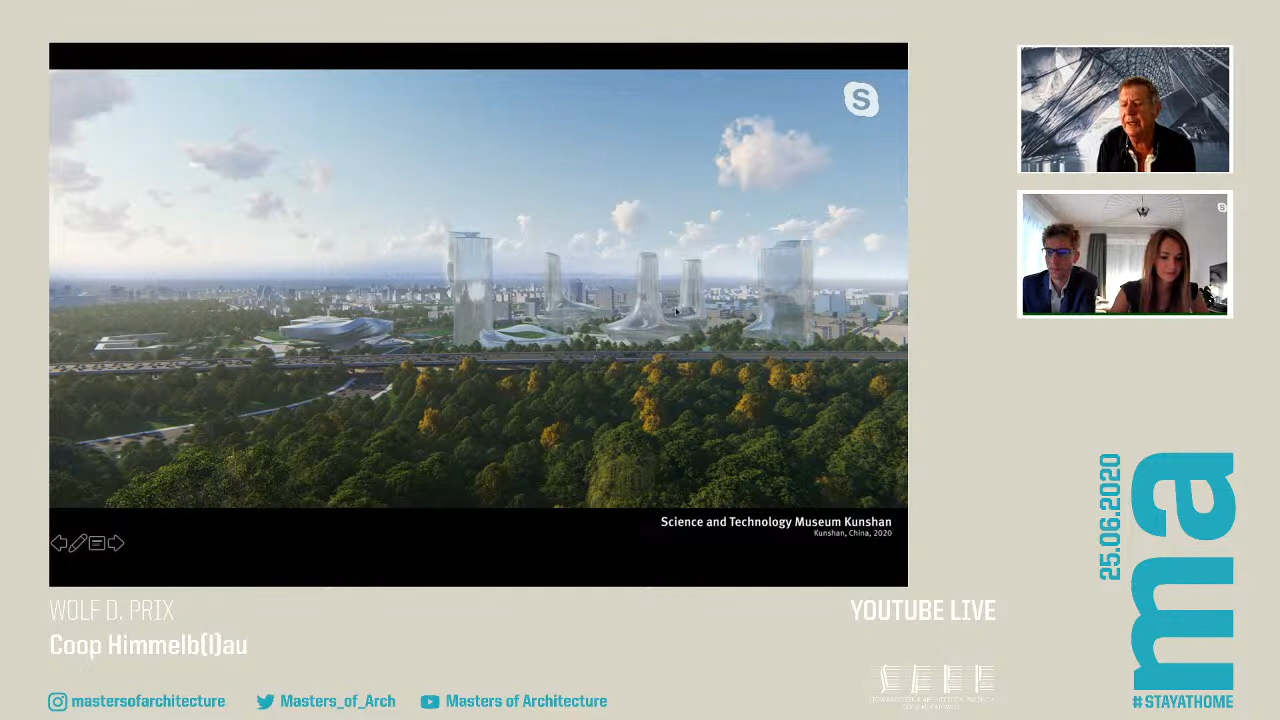 S
S
Science and Technology Museum Kunshan
Kunshan, China, 2020
WOLF D. PRIX
Coop Himmelb(l)au
YOUTUBE LIVE
25.06.2020
ma
#STAYATHOME
mastersofarchitecture
Masters_of_Arch
Masters of Architecture